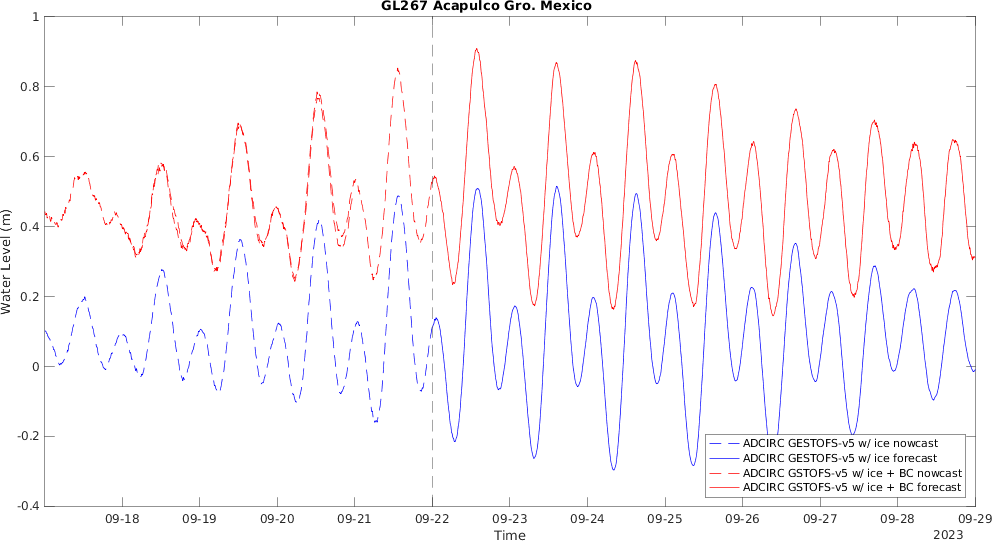 GL267 Acapulco Gro. Mexico
1
0.8
0.6
0.4
0.2
0
-0.2
-0.4
Water Level (m)
ADCIRC GESTOFS-v5 w/ ice nowcast
ADCIRC GESTOFS-v5 w/ ice forecast
ADCIRC GSTOFS-v5 w/ ice + BC nowcast
ADCIRC GSTOFS-v5 w/ ice + BC forecast
09-18 09-19 09-20 09-21 09-22 09-23 09-24 09-25 09-26 09-27 09-28 09-29
Time
2023